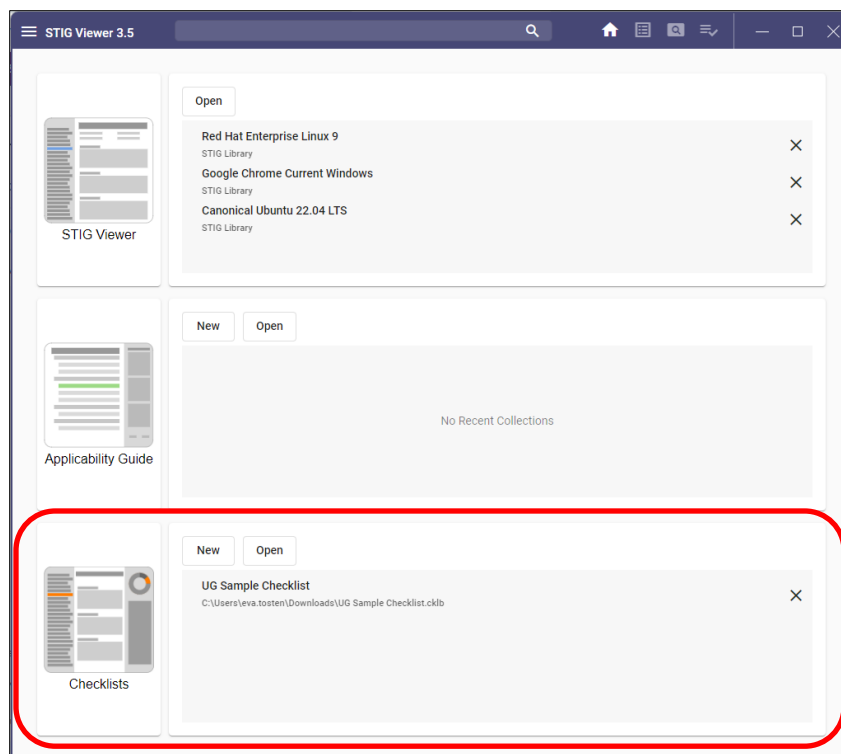 STIG Viewer 3.5
Open
Red Hat Enterprise Linux 9
STIG Library
Google Chrome Current Windows
STIG Library
Canonical Ubuntu 22.04 LTS
STIG Library
STIG Viewer
New Open
No Recent Collections
Applicability Guide
New Open
UG Sample Checklist
C:\Users\eva.tosten\Downloads\UG Sample Checklist.cklb
Checklists